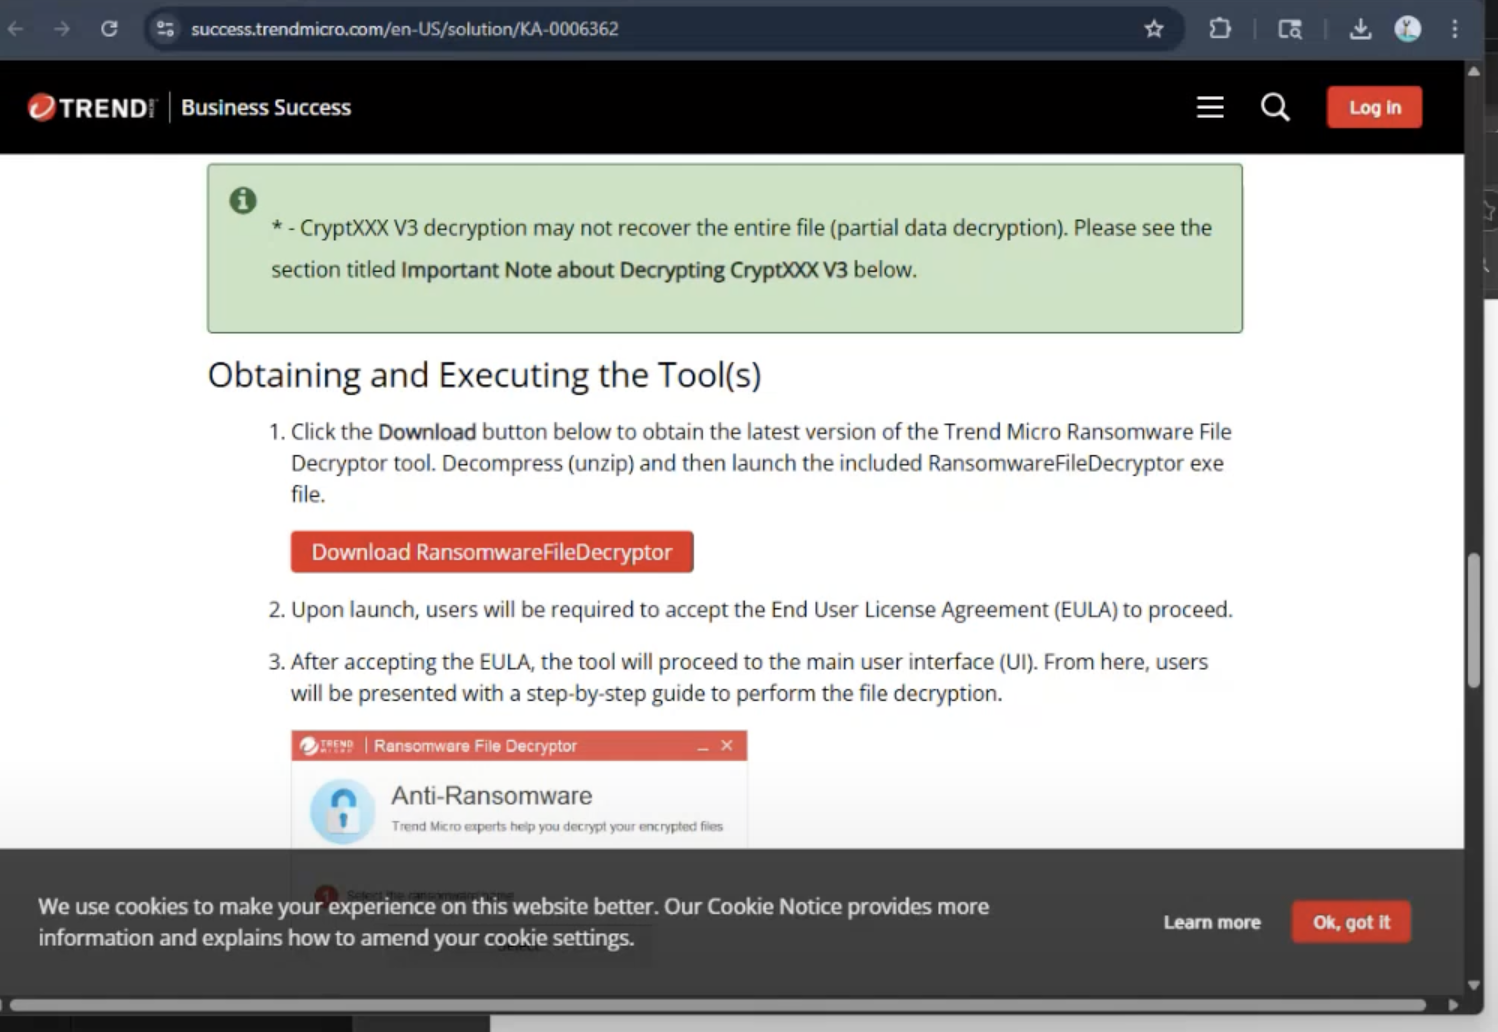 success.trendmicro.com/en-US/solution/KA-0006362
TREND
Business Success
Log In
* - CryptXXX V3 decryption may not recover the entire file (partial data decryption). Please see the
section titled Important Note about Decrypting CryptXXX V3 below.
Obtaining and Executing the Tool(s)
1. Click the Download button below to obtain the latest version of the Trend Micro Ransomware File
Decryptor tool. Decompress (unzip) and then launch the included RansomwareFileDecryptor exe
file.
Download RansomwareFileDecryptor
2. Upon launch, users will be required to accept the End User License Agreement (EULA) to proceed.
3. After accepting the EULA, the tool will proceed to the main user interface (UI). From here, users
will be presented with a step-by-step guide to perform the file decryption.
TREND MICRO | Ransomware File Decryptor
Anti-Ransomware
Trend Micro experts help you decrypt your encrypted files
We use cookies to make your experience on this website better. Our Cookie Notice provides more
information and explains how to amend your cookie settings.
Learn more
Ok, got it